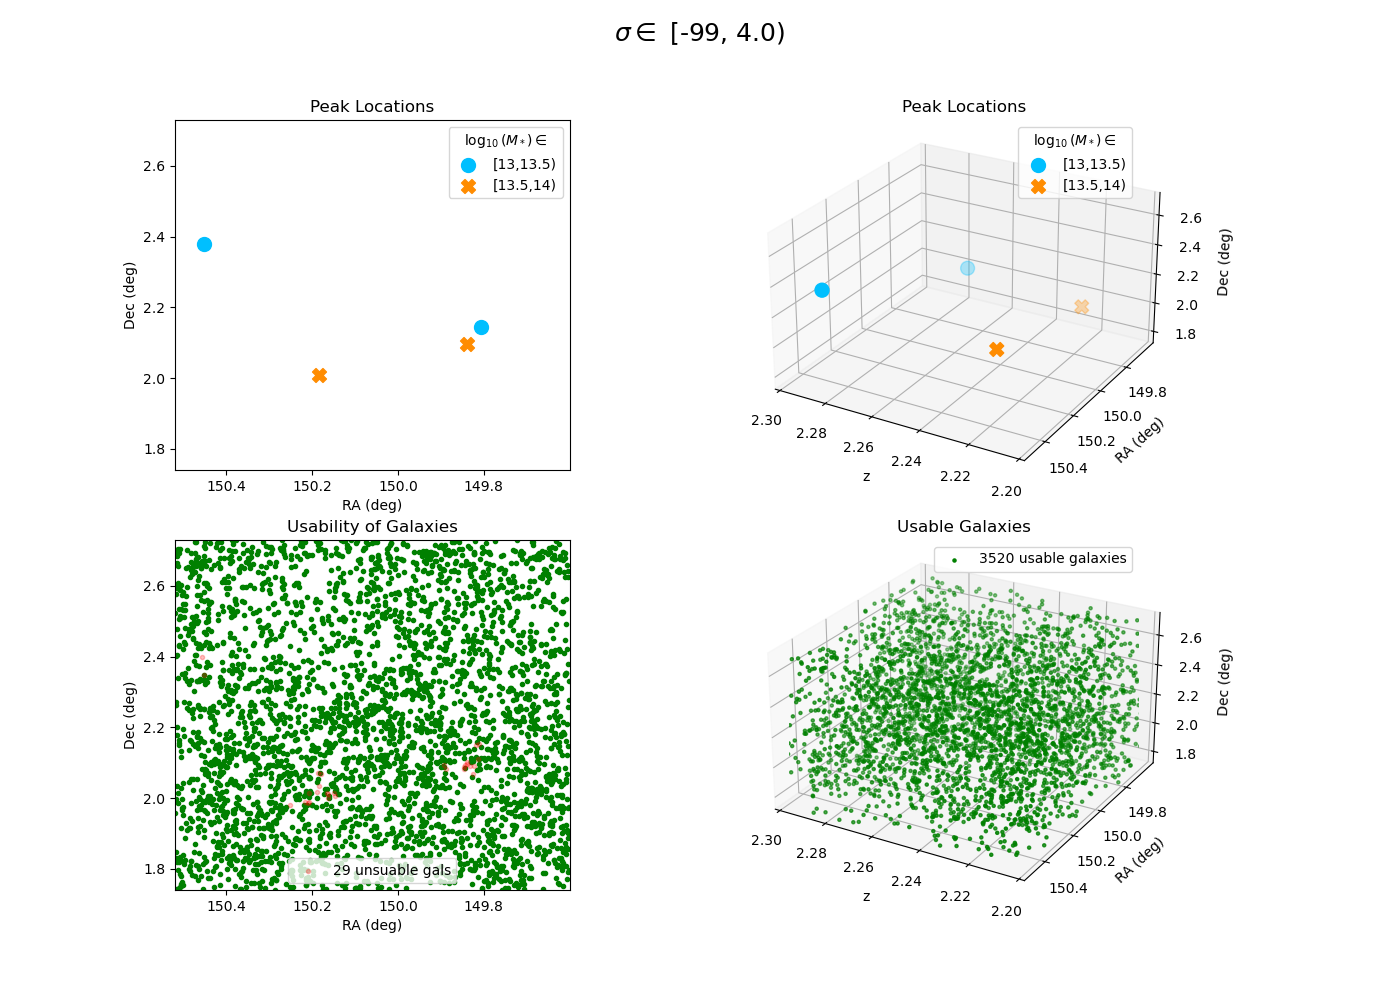 σ ∈ [-99, 4.0)
Peak Locations
log₁₀(M*) ∈
[13,13.5)
[13.5,14)
2.6
2.4
2.2
2.0
1.8
Dec (deg)
150.4 150.2 150.0 149.8
RA (deg)
Peak Locations
log₁₀(M*) ∈
[13,13.5)
[13.5,14)
2.6
2.4
2.2
2.0
1.8
Dec (deg)
149.8
150.0
150.2
150.4
RA (deg)
2.30
2.28
2.26
2.24
2.22
2.20
z
Usability of Galaxies
2.6
2.4
2.2
2.0
1.8
Dec (deg)
29 unsuable gals
150.4 150.2 150.0 149.8
RA (deg)
Usable Galaxies
3520 usable galaxies
2.6
2.4
2.2
2.0
1.8
Dec (deg)
149.8
150.0
150.2
150.4
RA (deg)
2.30
2.28
2.26
2.24
2.22
2.20
z